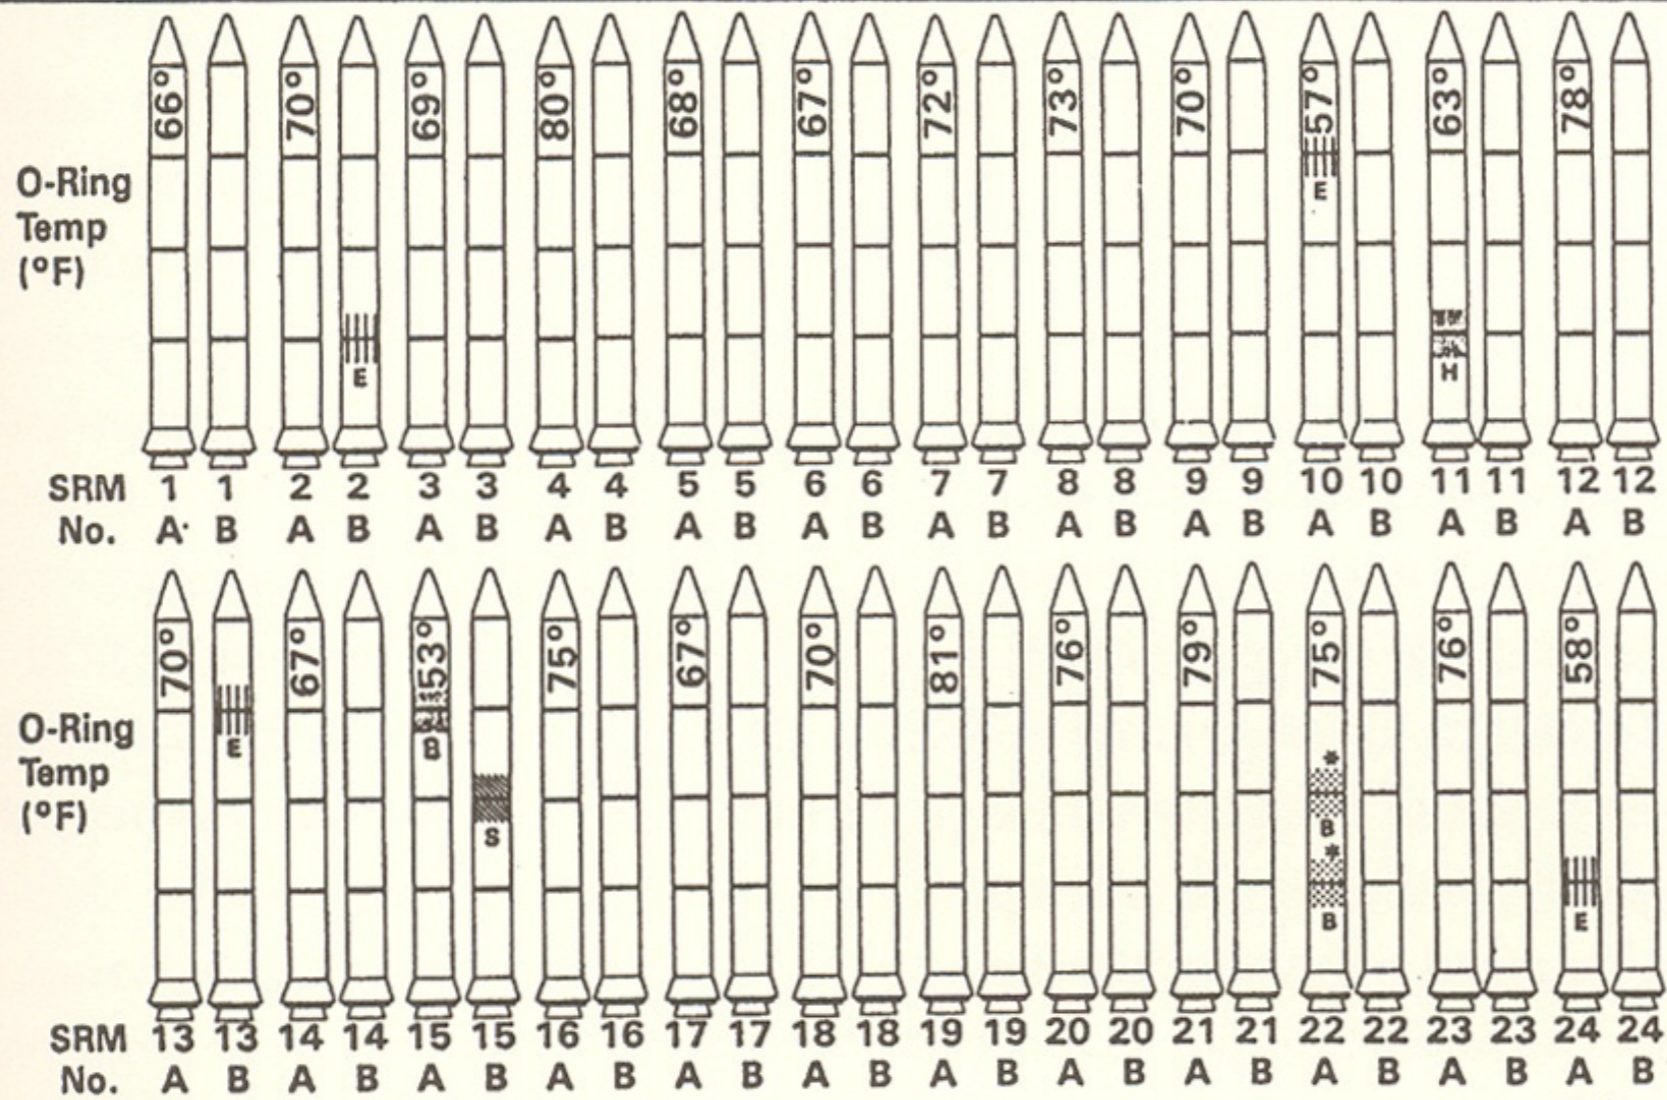 66° 70° 69° 80° 68° 67° 72° 73° 70° 57° 63° 78°
O-Ring
Temp
(°F)
E
H
E
SRM 1 1 2 2 3 3 4 4 5 5 6 6 7 7 8 8 9 9 10 10 11 11 12 12
No. A B A B A B A B A B A B A B A B A B A B A B A B
70° 67° 53° 75° 67° 70° 81° 76° 79° 75° 76° 58°
O-Ring
Temp
(°F)
E B
*
S B
*
B E
SRM 13 13 14 14 15 15 16 16 17 17 18 18 19 19 20 20 21 21 22 22 23 23 24 24
No. A B A B A B A B A B A B A B A B A B A B A B A B